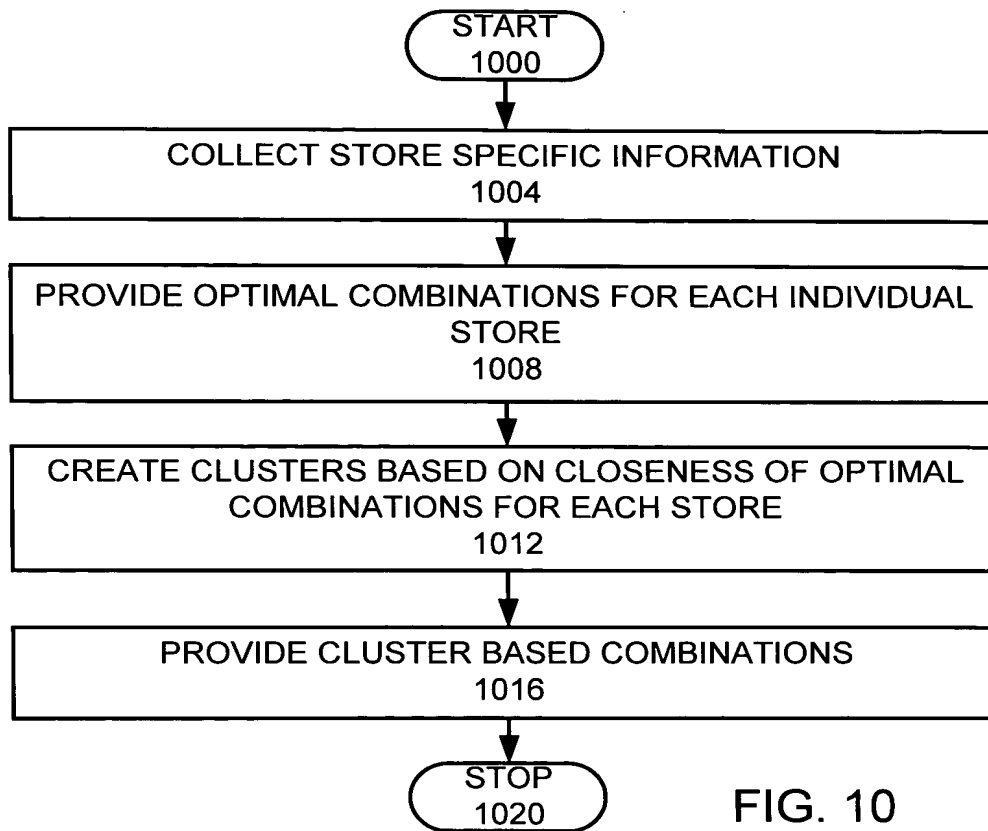 START
1000
COLLECT STORE SPECIFIC INFORMATION
1004
PROVIDE OPTIMAL COMBINATIONS FOR EACH INDIVIDUAL
STORE
1008
CREATE CLUSTERS BASED ON CLOSENESS OF OPTIMAL
COMBINATIONS FOR EACH STORE
1012
PROVIDE CLUSTER BASED COMBINATIONS
1016
STOP
1020
FIG. 10